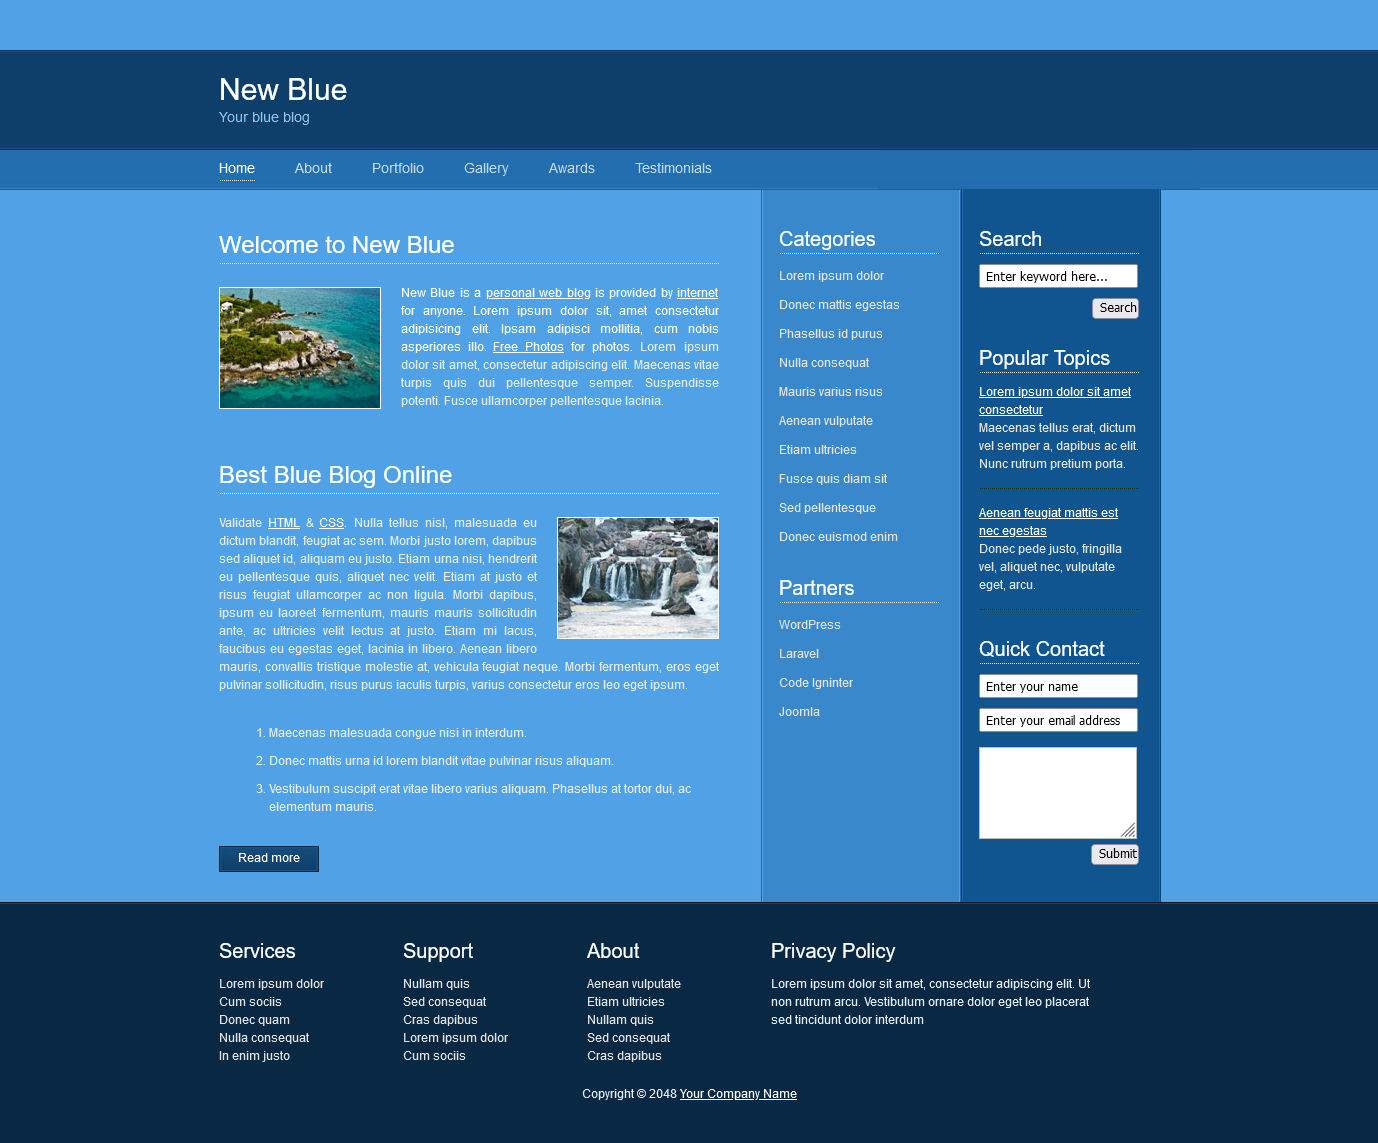 New Blue
Your blue blog
Home
About
Portfolio
Gallery
Awards
Testimonials
Welcome to New Blue
New Blue is a personal web blog is provided by internet
for anyone. Lorem ipsum dolor sit, amet consectetur
adipisicing elit. Ipsam adipisci mollitia, cum nobis
asperiores illo. Free Photos for photos. Lorem ipsum
dolor sit amet, consectetur adipiscing elit. Maecenas vitae
turpis quis dui pellentesque semper. Suspendisse
potenti. Fusce ullamcorper pellentesque lacinia.
Best Blue Blog Online
Validate HTML & CSS. Nulla tellus nisl, malesuada eu
dictum blandit, feugiat ac sem. Morbi justo lorem, dapibus
sed aliquet id, aliquam eu justo. Etiam urna nisi, hendrerit
eu pellentesque quis, aliquet nec velit. Etiam at justo et
risus feugiat ullamcorper ac non ligula. Morbi dapibus,
ipsum eu laoreet fermentum, mauris mauris sollicitudin
ante, ac ultricies velit lectus at justo. Etiam mi lacus,
faucibus eu egestas eget, lacinia in libero. Aenean libero
mauris, convallis tristique molestie at, vehicula feugiat neque. Morbi fermentum, eros eget
pulvinar sollicitudin, risus purus iaculis turpis, varius consectetur eros leo eget ipsum.
1. Maecenas malesuada congue nisi in interdum.
2. Donec mattis urna id lorem blandit vitae pulvinar risus aliquam.
3. Vestibulum suscipit erat vitae libero varius aliquam. Phasellus at tortor dui, ac
elementum mauris.
Read more
Categories
Lorem ipsum dolor
Donec mattis egestas
Phasellus id purus
Nulla consequat
Mauris varius risus
Aenean vulputate
Etiam ultricies
Fusce quis diam sit
Sed pellentesque
Donec euismod enim
Partners
WordPress
Laravel
Code Igninter
Joomla
Search
Enter keyword here...
Search
Popular Topics
Lorem ipsum dolor sit amet
consectetur
Maecenas tellus erat, dictum
vel semper a, dapibus ac elit.
Nunc rutrum pretium porta.
Aenean feugiat mattis est
nec egestas
Donec pede justo, fringilla
vel, aliquet nec, vulputate
eget, arcu.
Quick Contact
Enter your name
Enter your email address
Submit
Services
Lorem ipsum dolor
Cum sociis
Donec quam
Nulla consequat
In enim justo
Support
Nullam quis
Sed consequat
Cras dapibus
Lorem ipsum dolor
Cum sociis
About
Aenean vulputate
Etiam ultricies
Nullam quis
Sed consequat
Cras dapibus
Privacy Policy
Lorem ipsum dolor sit amet, consectetur adipiscing elit. Ut
non rutrum arcu. Vestibulum ornare dolor eget leo placerat
sed tincidunt dolor interdum
Copyright © 2048 Your Company Name